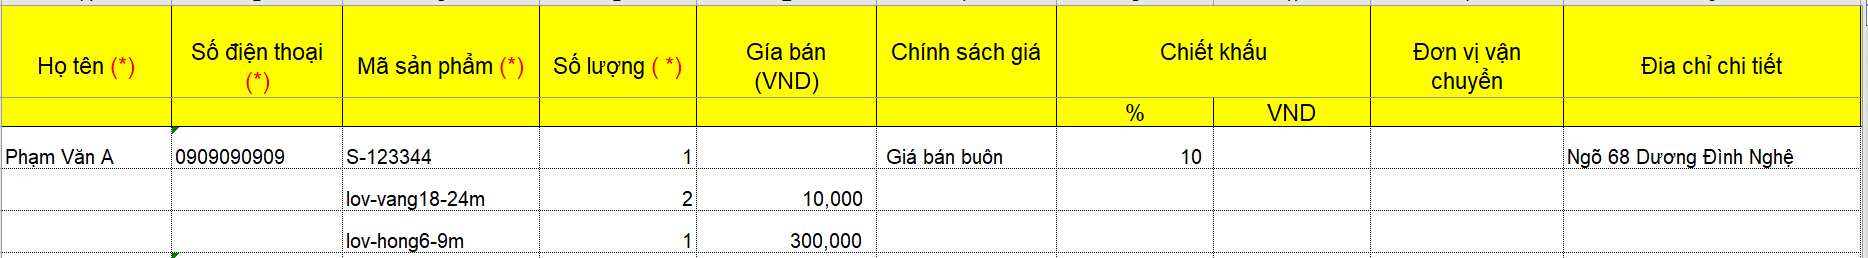 Họ tên (*)
Số điện thoại
(*)
Mã sản phẩm (*)
Số lượng ( *)
Gía bán
(VND)
Chính sách giá
Chiết khấu
Đơn vị vận
chuyển
Đia chỉ chi tiết
%
VND
Phạm Văn A
0909090909
S-123344
1
Giá bán buôn
10
Ngõ 68 Dương Đình Nghệ
lov-vang18-24m
2
10,000
lov-hong6-9m
1
300,000